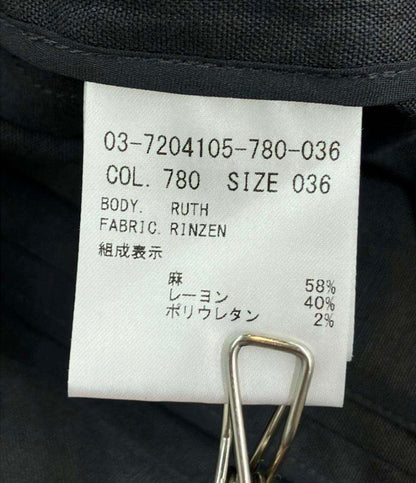 03-7204105-780-036
COL. 780 SIZE 036
BODY. RUTH
FABRIC. RINZEN
組成表示
麻 58%
レーヨン 40%
ポリウレタン 2%